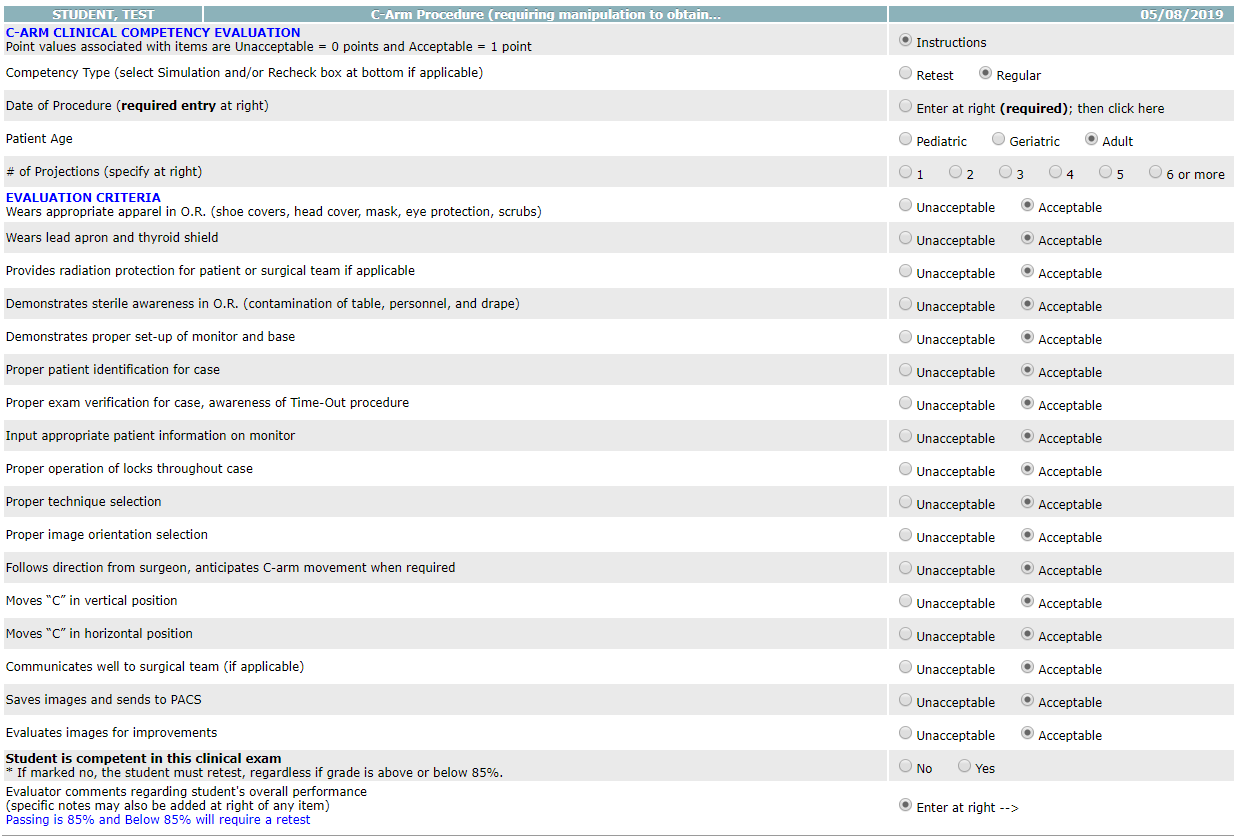 STUDENT, TEST C-Arm Procedure (requiring manipulation to obtain... 05/08/2019
C-ARM CLINICAL COMPETENCY EVALUATION
Point values associated with items are Unacceptable = 0 points and Acceptable = 1 point
Instructions
Competency Type (select Simulation and/or Recheck box at bottom if applicable) Retest Regular
Date of Procedure (required entry at right) Enter at right (required); then click here
Patient Age Pediatric Geriatric Adult
# of Projections (specify at right) 1 2 3 4 5 6 or more
EVALUATION CRITERIA
Wears appropriate apparel in O.R. (shoe covers, head cover, mask, eye protection, scrubs) Unacceptable Acceptable
Wears lead apron and thyroid shield Unacceptable Acceptable
Provides radiation protection for patient or surgical team if applicable Unacceptable Acceptable
Demonstrates sterile awareness in O.R. (contamination of table, personnel, and drape) Unacceptable Acceptable
Demonstrates proper set-up of monitor and base Unacceptable Acceptable
Proper patient identification for case Unacceptable Acceptable
Proper exam verification for case, awareness of Time-Out procedure Unacceptable Acceptable
Input appropriate patient information on monitor Unacceptable Acceptable
Proper operation of locks throughout case Unacceptable Acceptable
Proper technique selection Unacceptable Acceptable
Proper image orientation selection Unacceptable Acceptable
Follows direction from surgeon, anticipates C-arm movement when required Unacceptable Acceptable
Moves “C” in vertical position Unacceptable Acceptable
Moves “C” in horizontal position Unacceptable Acceptable
Communicates well to surgical team (if applicable) Unacceptable Acceptable
Saves images and sends to PACS Unacceptable Acceptable
Evaluates images for improvements Unacceptable Acceptable
Student is competent in this clinical exam
* If marked no, the student must retest, regardless if grade is above or below 85%.
No Yes
Evaluator comments regarding student's overall performance
(specific notes may also be added at right of any item)
Enter at right -->
Passing is 85% and Below 85% will require a retest